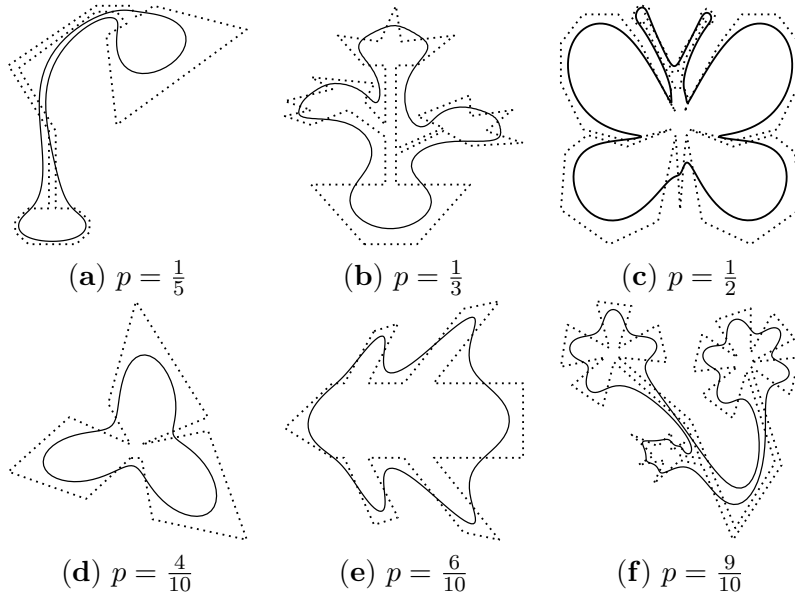 (a) p = 1/5 (b) p = 1/3 (c) p = 1/2
(d) p = 4/10 (e) p = 6/10 (f) p = 9/10